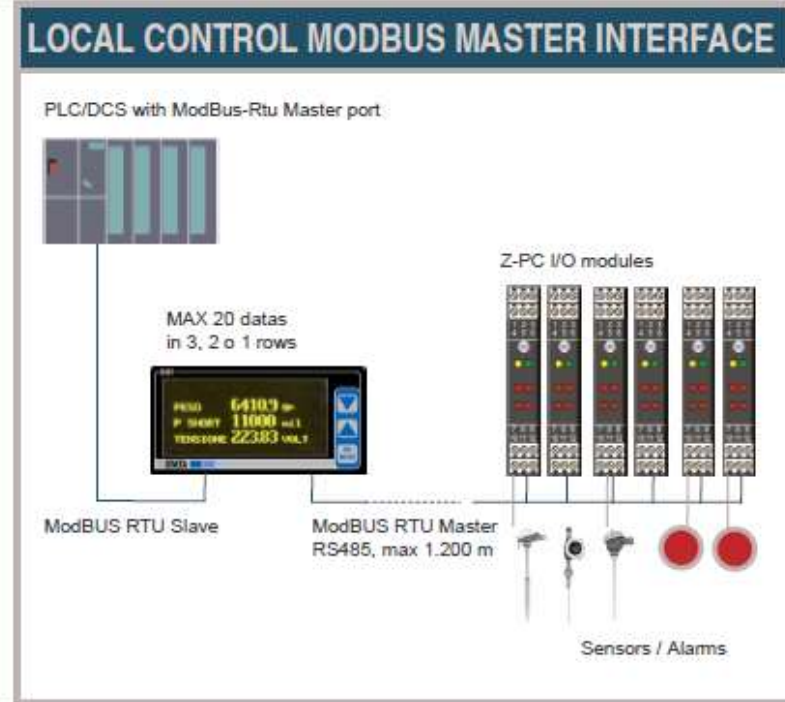 LOCAL CONTROL MODBUS MASTER INTERFACE
PLC/DCS with ModBus-Rtu Master port
Z-PC I/O modules
MAX 20 datas
in 3, 2 o 1 rows
PESO 6410.9
P SHORT 11000
TENSIONE 223.83 VOLT
ModBUS RTU Slave
ModBUS RTU Master
RS485, max 1.200 m
Sensors / Alarms